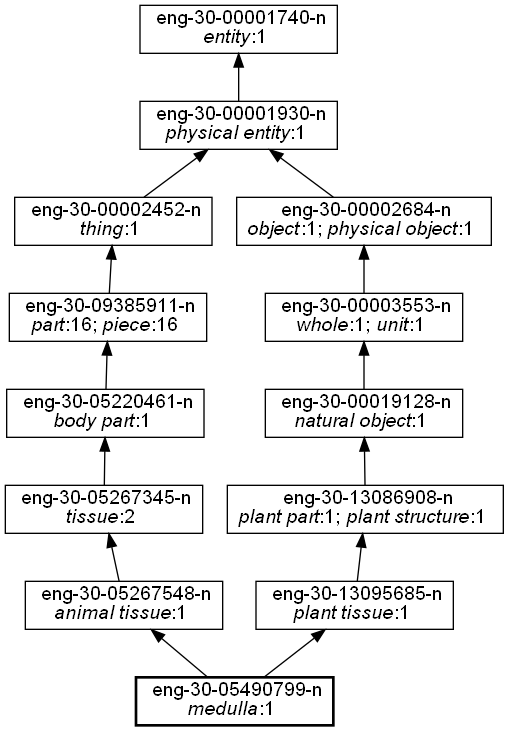 eng-30-00001740-n
entity:1
eng-30-00001930-n
physical entity:1
eng-30-00002452-n
thing:1
eng-30-00002684-n
object:1; physical object:1
eng-30-09385911-n
part:16; piece:16
eng-30-00003553-n
whole:1; unit:1
eng-30-05220461-n
body part:1
eng-30-00019128-n
natural object:1
eng-30-05267345-n
tissue:2
eng-30-13086908-n
plant part:1; plant structure:1
eng-30-05267548-n
animal tissue:1
eng-30-13095685-n
plant tissue:1
eng-30-05490799-n
medulla:1